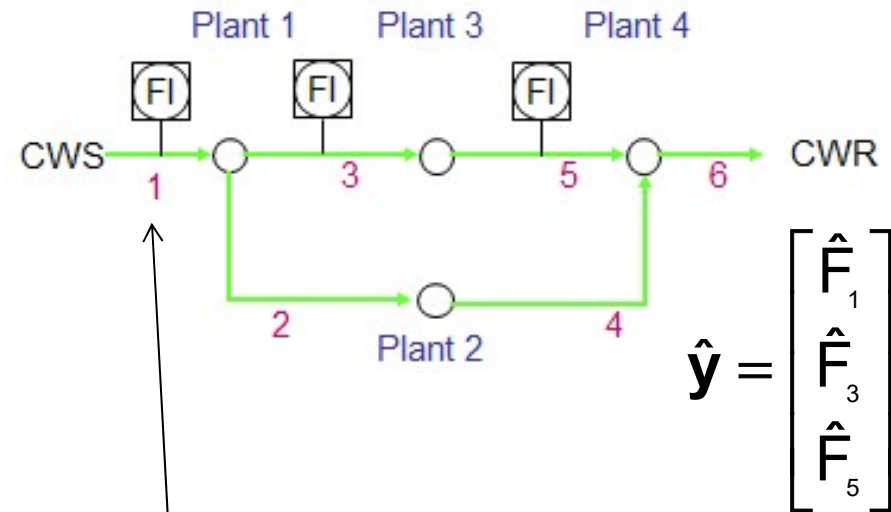 Plant 1 Plant 3 Plant 4
FI FI FI
CWS CWR
1 3 5 6
2 4
Plant 2
ŷ = [ F̂₁
F̂₃
F̂₅ ]